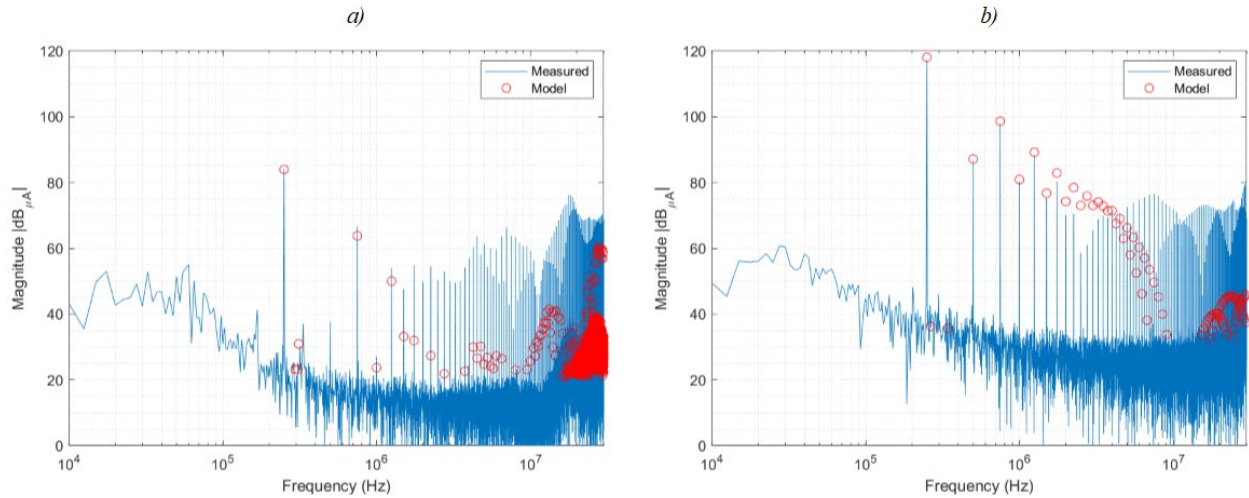 a)
b)
120
100
80
60
40
20
0
Magnitude |dBμA|
10^4
10^5
10^6
10^7
Frequency (Hz)
Measured
Model
120
100
80
60
40
20
0
Magnitude |dBμA|
10^4
10^5
10^6
10^7
Frequency (Hz)
Measured
Model